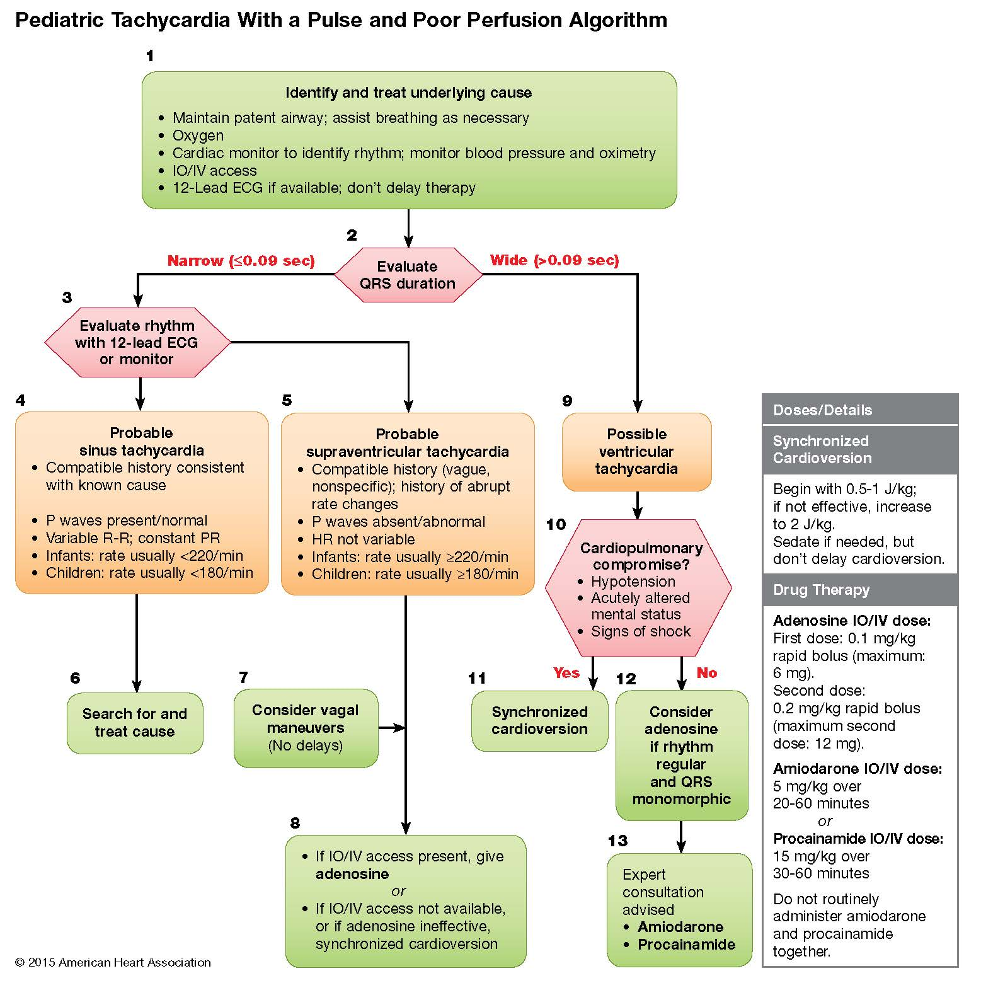 Pediatric Tachycardia With a Pulse and Poor Perfusion Algorithm
1
Identify and treat underlying cause
• Maintain patent airway; assist breathing as necessary
• Oxygen
• Cardiac monitor to identify rhythm; monitor blood pressure and oximetry
• IO/IV access
• 12-Lead ECG if available; don't delay therapy
2
Narrow (≤0.09 sec)
Evaluate
QRS duration
Wide (>0.09 sec)
3
Evaluate rhythm
with 12-lead ECG
or monitor
4
Probable
sinus tachycardia
• Compatible history consistent
with known cause
• P waves present/normal
• Variable R-R; constant PR
• Infants: rate usually <220/min
• Children: rate usually <180/min
5
Probable
supraventricular tachycardia
• Compatible history (vague,
nonspecific); history of abrupt
rate changes
• P waves absent/abnormal
• HR not variable
• Infants: rate usually ≥220/min
• Children: rate usually ≥180/min
9
Possible
ventricular
tachycardia
10
Cardiopulmonary
compromise?
• Hypotension
• Acutely altered
mental status
• Signs of shock
Yes
No
6
Search for and
treat cause
7
Consider vagal
maneuvers
(No delays)
8
• If IO/IV access present, give
adenosine
or
• If IO/IV access not available,
or if adenosine ineffective,
synchronized cardioversion
11
Synchronized
cardioversion
12
Consider
adenosine
if rhythm
regular
and QRS
monomorphic
13
Expert
consultation
advised
• Amiodarone
• Procainamide
Doses/Details
Synchronized
Cardioversion
Begin with 0.5-1 J/kg;
if not effective, increase
to 2 J/kg.
Sedate if needed, but
don't delay cardioversion.
Drug Therapy
Adenosine IO/IV dose:
First dose: 0.1 mg/kg
rapid bolus (maximum:
6 mg).
Second dose:
0.2 mg/kg rapid bolus
(maximum second
dose: 12 mg).
Amiodarone IO/IV dose:
5 mg/kg over
20-60 minutes
or
Procainamide IO/IV dose:
15 mg/kg over
30-60 minutes
Do not routinely
administer amiodarone
and procainamide
together.
© 2015 American Heart Association